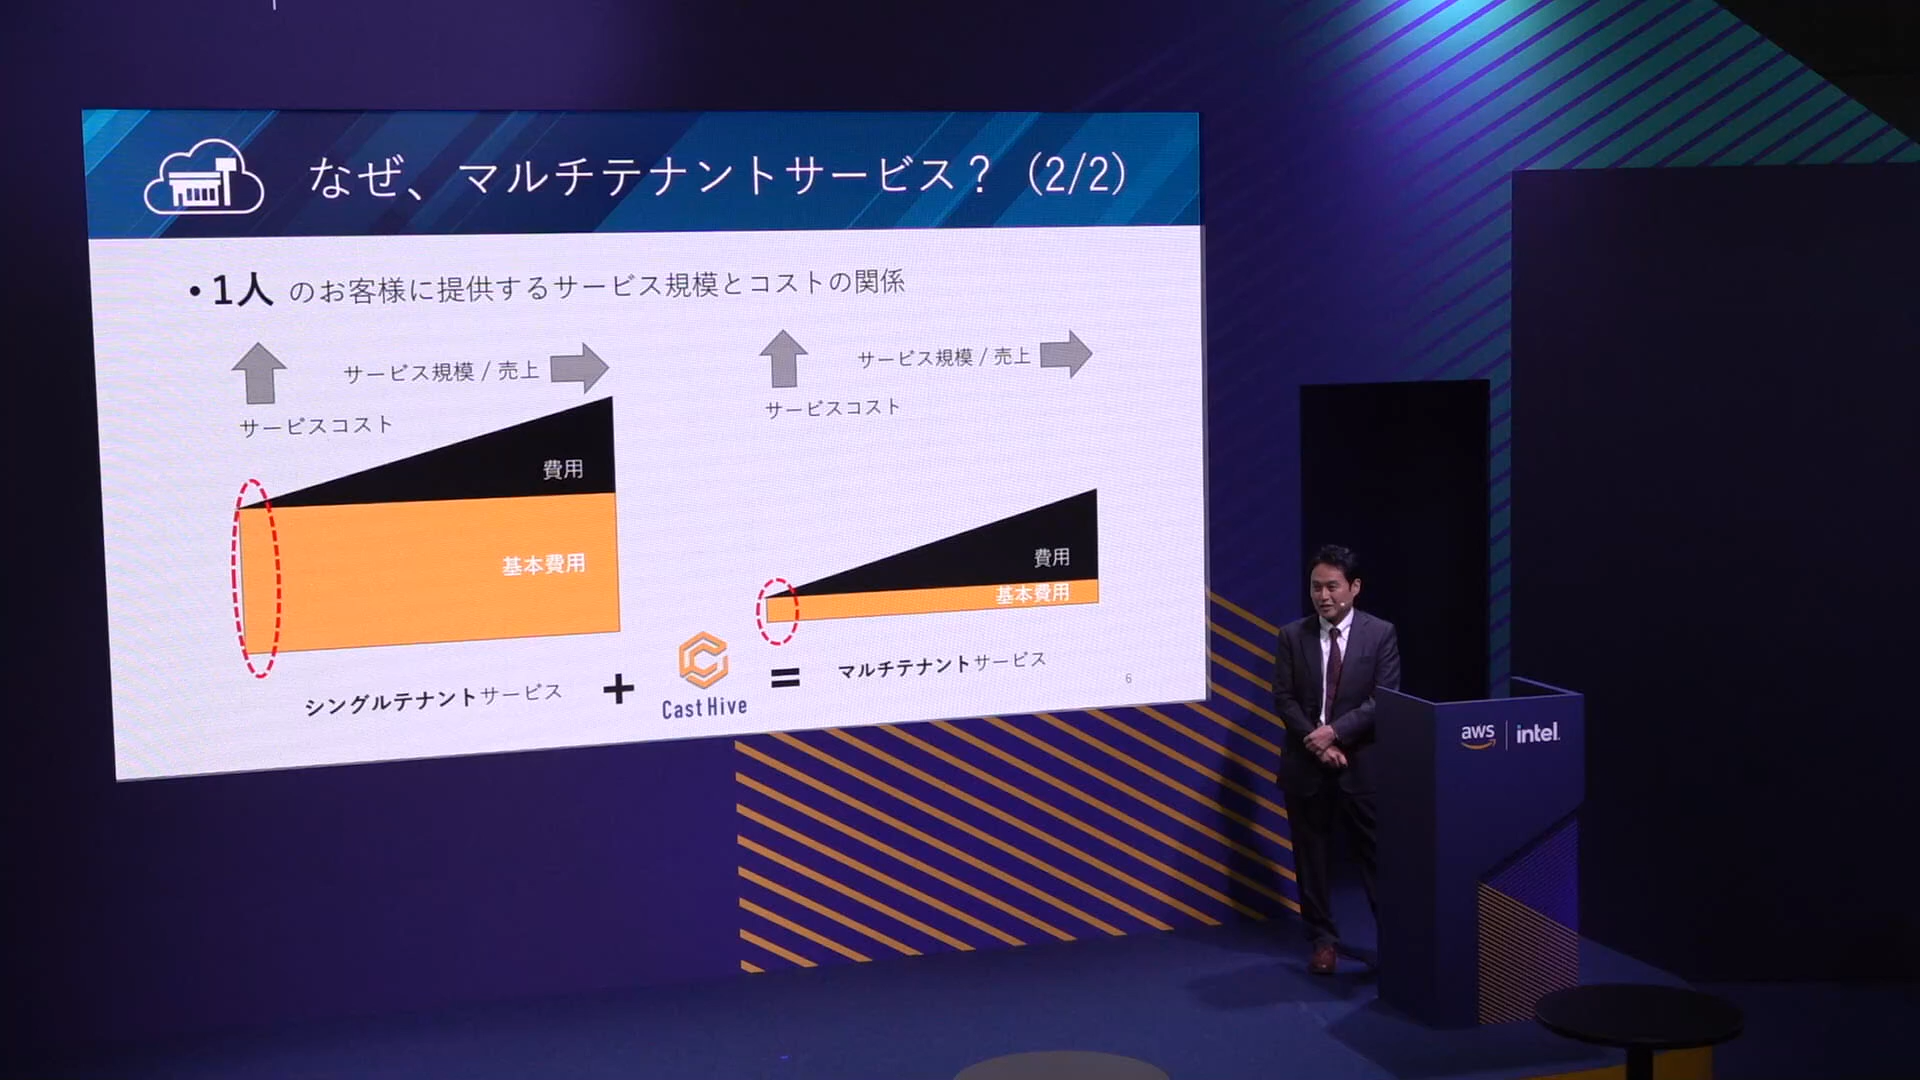 なぜ、マルチテナントサービス？（2/2）
• 1人 のお客様に提供するサービス規模とコストの関係
サービス規模 / 売上
サービスコスト
費用
基本費用
シングルテナントサービス
+
CastHive
=
サービス規模 / 売上
サービスコスト
費用
基本費用
マルチテナントサービス
6
aws | intel.